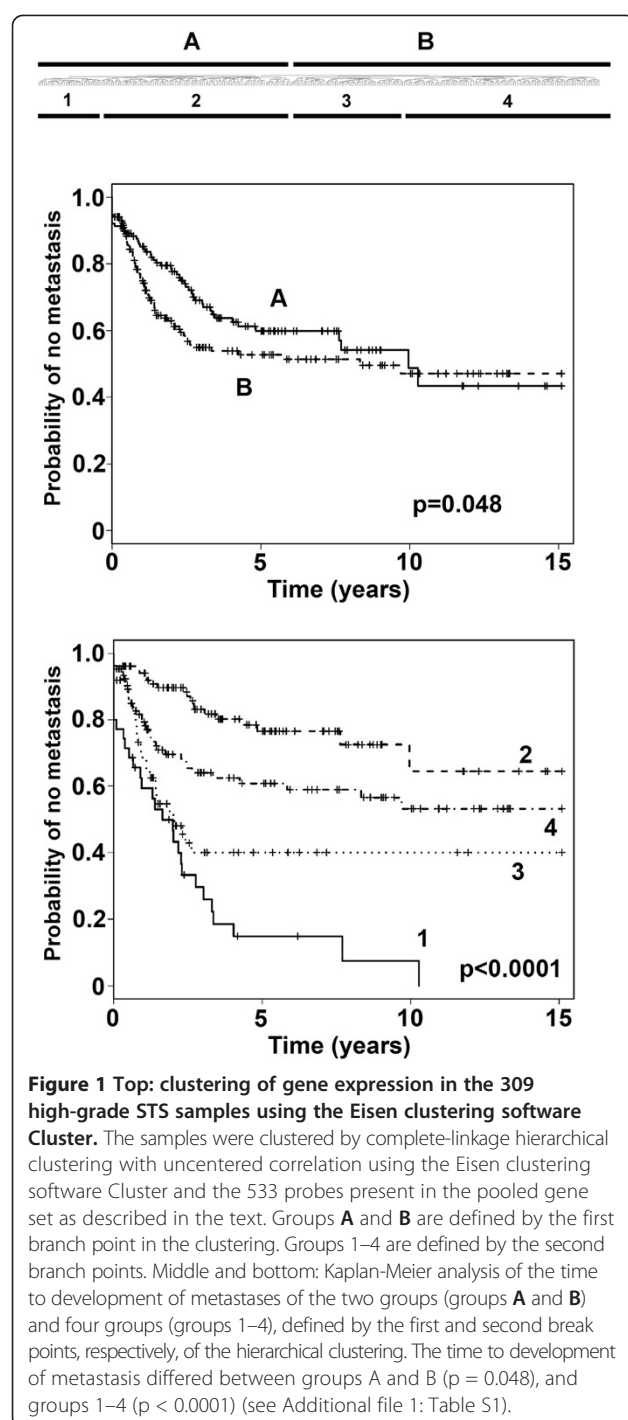 A B
1 2 3 4
1.0
0.8
0.6
0.4
0.2
0
Probability of no metastasis
A
B
p=0.048
0 5 10 15
Time (years)
1.0
0.8
0.6
0.4
0.2
0
Probability of no metastasis
2
4
3
1
p<0.0001
0 5 10 15
Time (years)
Figure 1 Top: clustering of gene expression in the 309
high-grade STS samples using the Eisen clustering software
Cluster. The samples were clustered by complete-linkage hierarchical
clustering with uncentered correlation using the Eisen clustering
software Cluster and the 533 probes present in the pooled gene
set as described in the text. Groups A and B are defined by the first
branch point in the clustering. Groups 1–4 are defined by the second
branch points. Middle and bottom: Kaplan-Meier analysis of the time
to development of metastases of the two groups (groups A and B)
and four groups (groups 1–4), defined by the first and second break
points, respectively, of the hierarchical clustering. The time to development
of metastasis differed between groups A and B (p = 0.048), and
groups 1–4 (p < 0.0001) (see Additional file 1: Table S1).